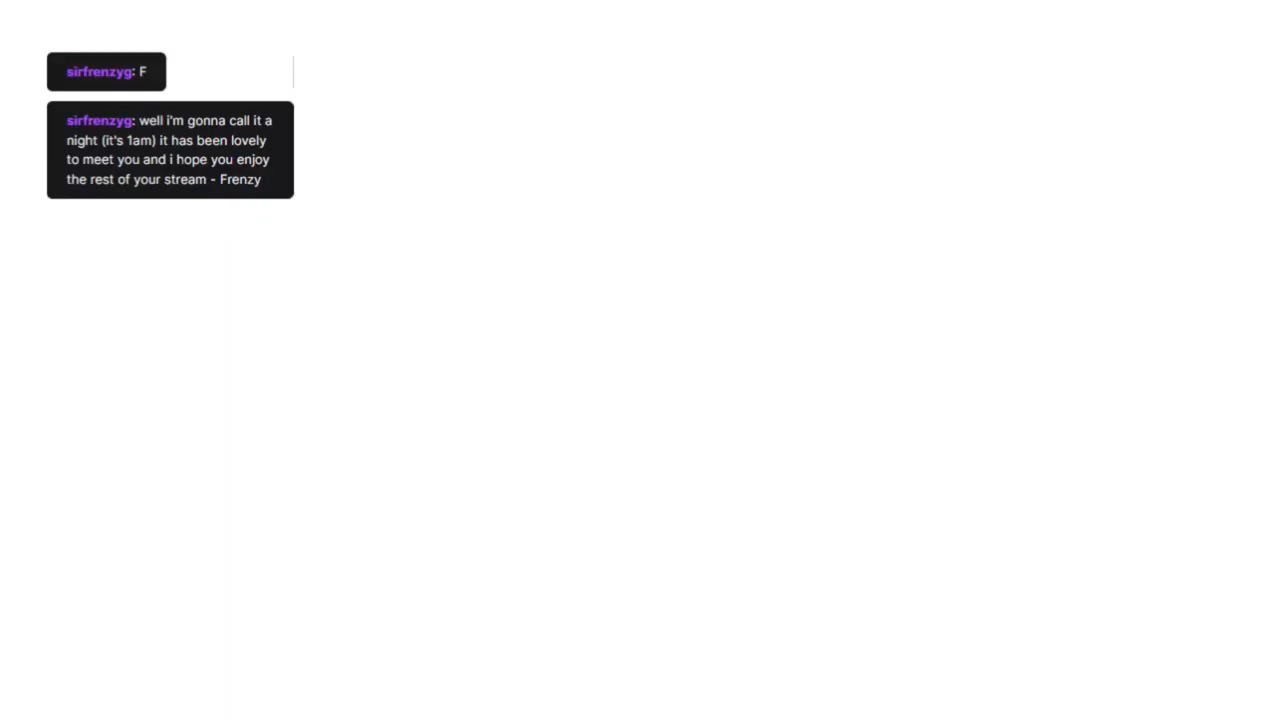 sirfrenzyg: F
sirfrenzyg: well i'm gonna call it a
night (it's 1am) it has been lovely
to meet you and i hope you enjoy
the rest of your stream - Frenzy